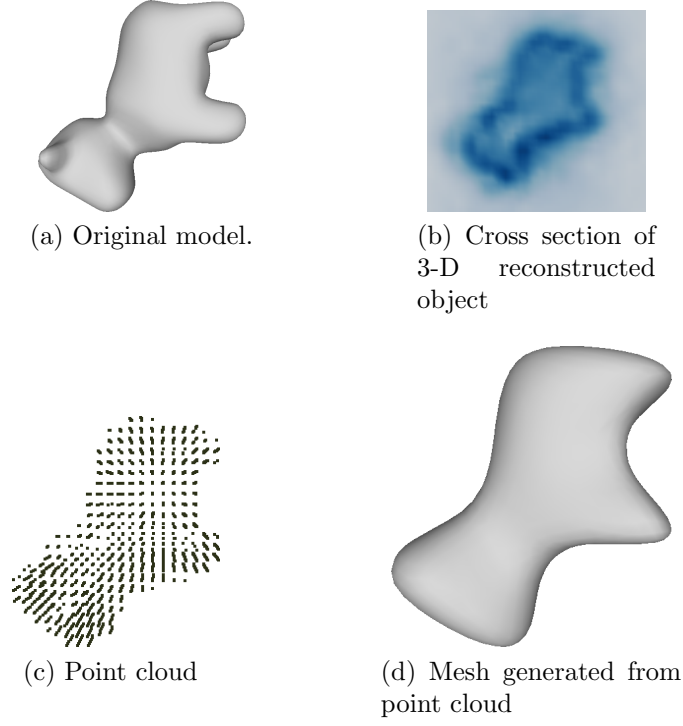 (a) Original model.
(b) Cross section of
3-D reconstructed
object
(c) Point cloud
(d) Mesh generated from
point cloud